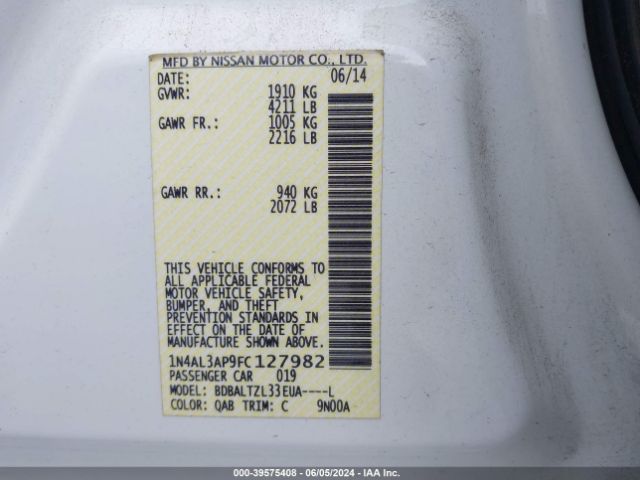 MFD BY NISSAN MOTOR CO., LTD.
DATE: 06/14
GVWR: 1910 KG
4211 LB
GAWR FR.: 1005 KG
2216 LB
GAWR RR.: 940 KG
2072 LB
THIS VEHICLE CONFORMS TO
ALL APPLICABLE FEDERAL
MOTOR VEHICLE SAFETY,
BUMPER, AND THEFT
PREVENTION STANDARDS IN
EFFECT ON THE DATE OF
MANUFACTURE SHOWN ABOVE.
1N4AL3AP9FC127982
PASSENGER CAR 019
MODEL: BDBALTZL33EUA----L
COLOR: QAB TRIM: C 9N00A
000-39575408 - 06/05/2024 - IAA Inc.